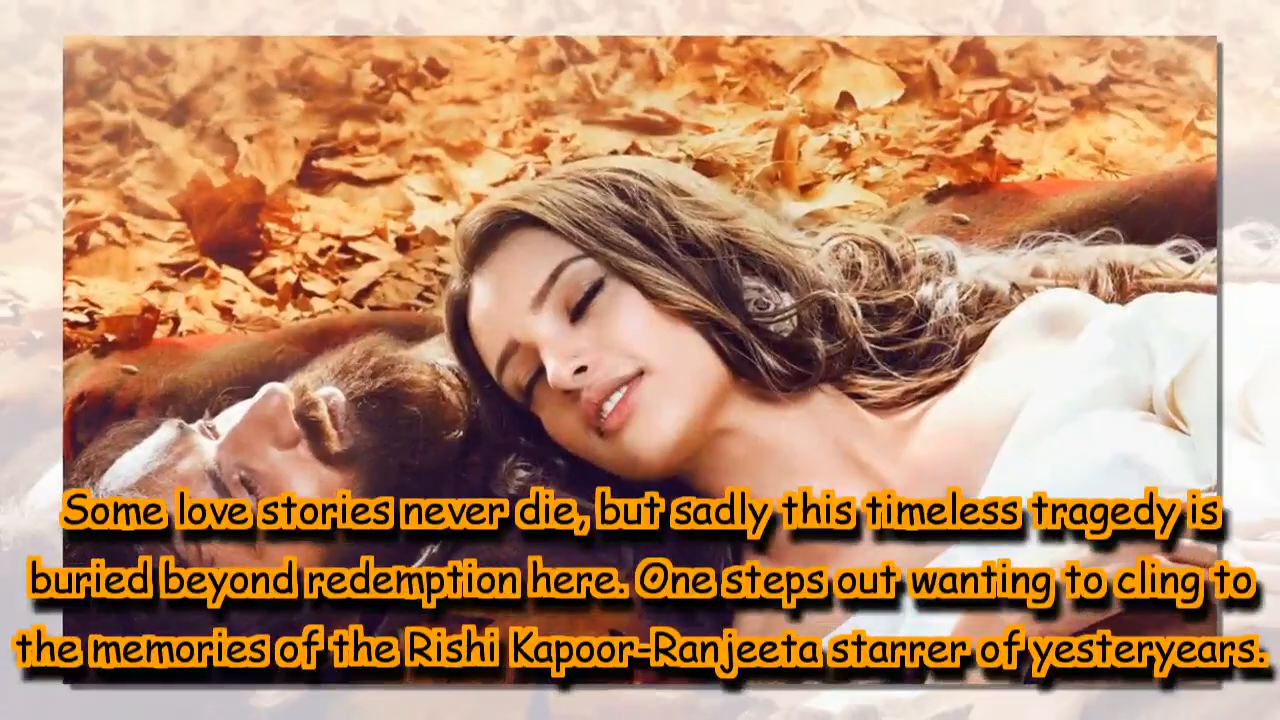 Some love stories never die, but sadly this timeless tragedy is
buried beyond redemption here. One steps out wanting to cling to
the memories of the Rishi Kapoor-Ranjeeta starrer of yesteryears.